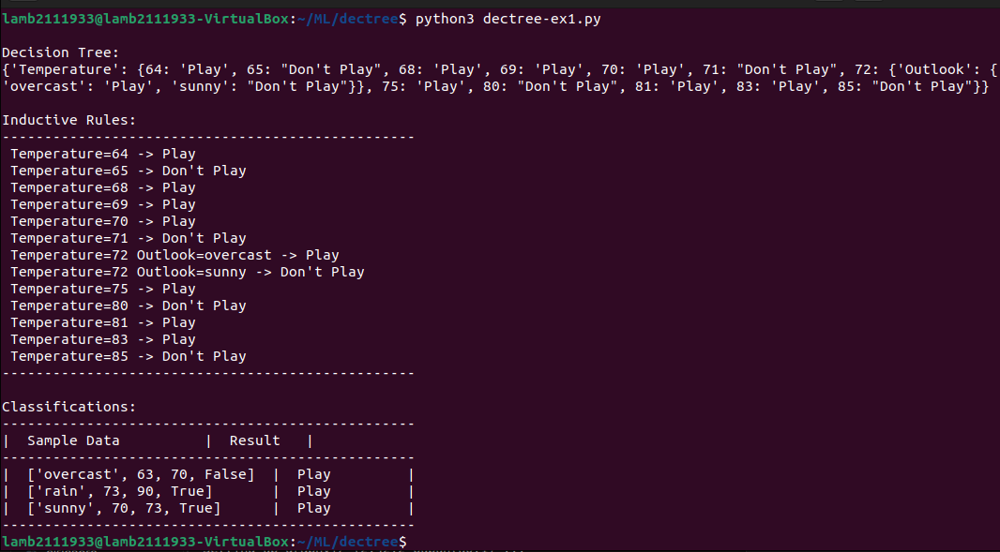 lamb2111933@lamb2111933-VirtualBox:~/ML/dectree$ python3 dectree-ex1.py
Decision Tree:
{'Temperature': {64: 'Play', 65: "Don't Play", 68: 'Play', 69: 'Play', 70: 'Play', 71: "Don't Play", 72: {'Outlook': {
'overcast': 'Play', 'sunny': "Don't Play"}}, 75: 'Play', 80: "Don't Play", 81: 'Play', 83: 'Play', 85: "Don't Play"}}
Inductive Rules:
-------------------------------------------------
Temperature=64 -> Play
Temperature=65 -> Don't Play
Temperature=68 -> Play
Temperature=69 -> Play
Temperature=70 -> Play
Temperature=71 -> Don't Play
Temperature=72 Outlook=overcast -> Play
Temperature=72 Outlook=sunny -> Don't Play
Temperature=75 -> Play
Temperature=80 -> Don't Play
Temperature=81 -> Play
Temperature=83 -> Play
Temperature=85 -> Don't Play
-------------------------------------------------
Classifications:
-------------------------------------------------
|  Sample Data          |  Result   |
-------------------------------------------------
|  ['overcast', 63, 70, False]  |  Play         |
|  ['rain', 73, 90, True]       |  Play         |
|  ['sunny', 70, 73, True]      |  Play         |
-------------------------------------------------
lamb2111933@lamb2111933-VirtualBox:~/ML/dectree$